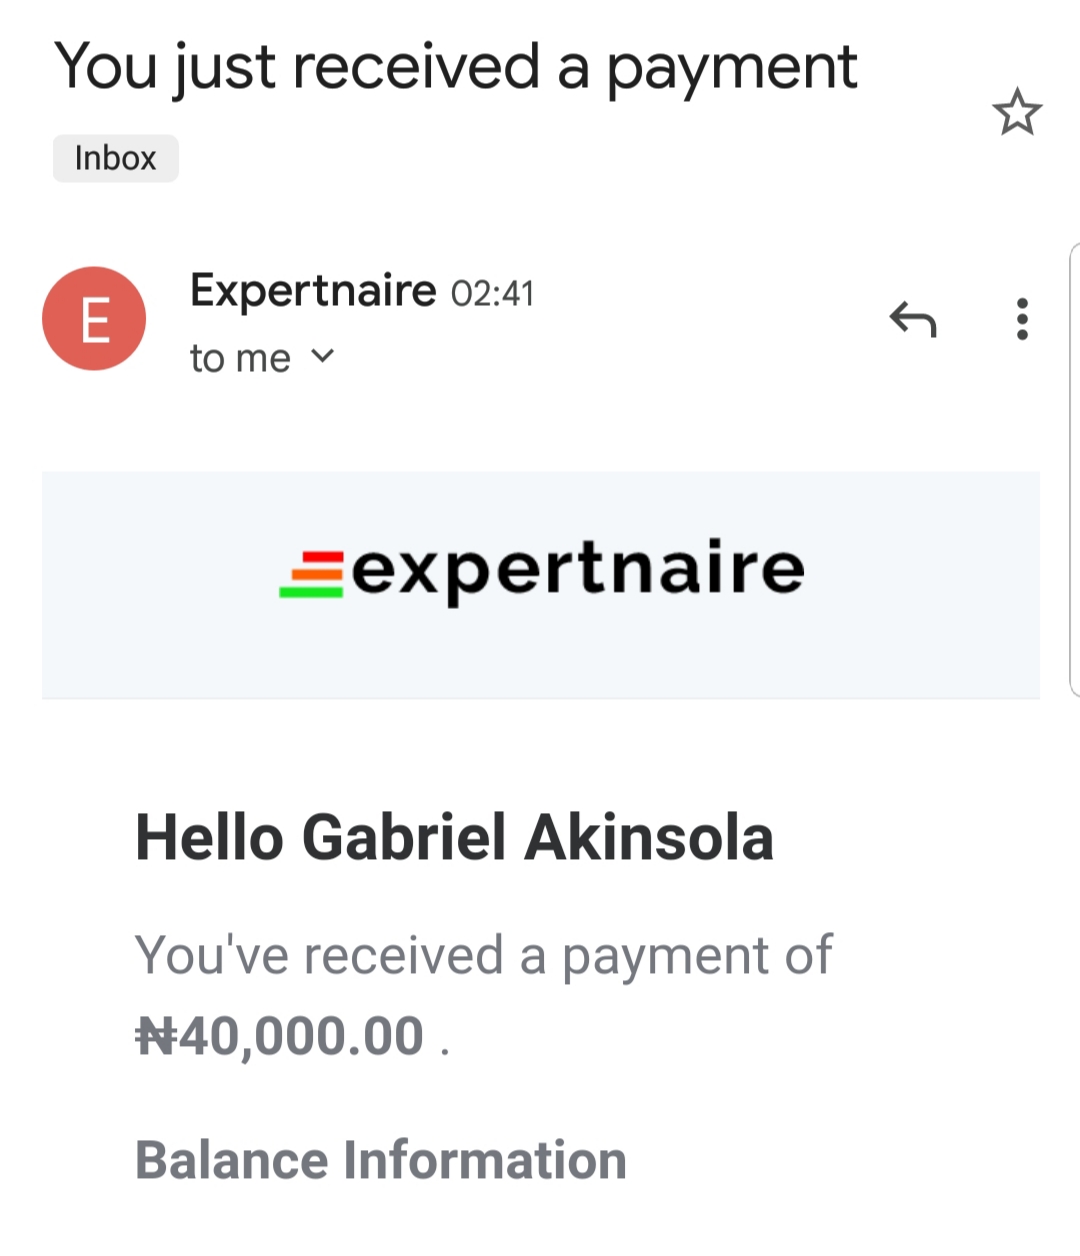 You just received a payment
Inbox
E
Expertnaire 02:41
to me
expertnaire
Hello Gabriel Akinsola
You've received a payment of
₦40,000.00 .
Balance Information